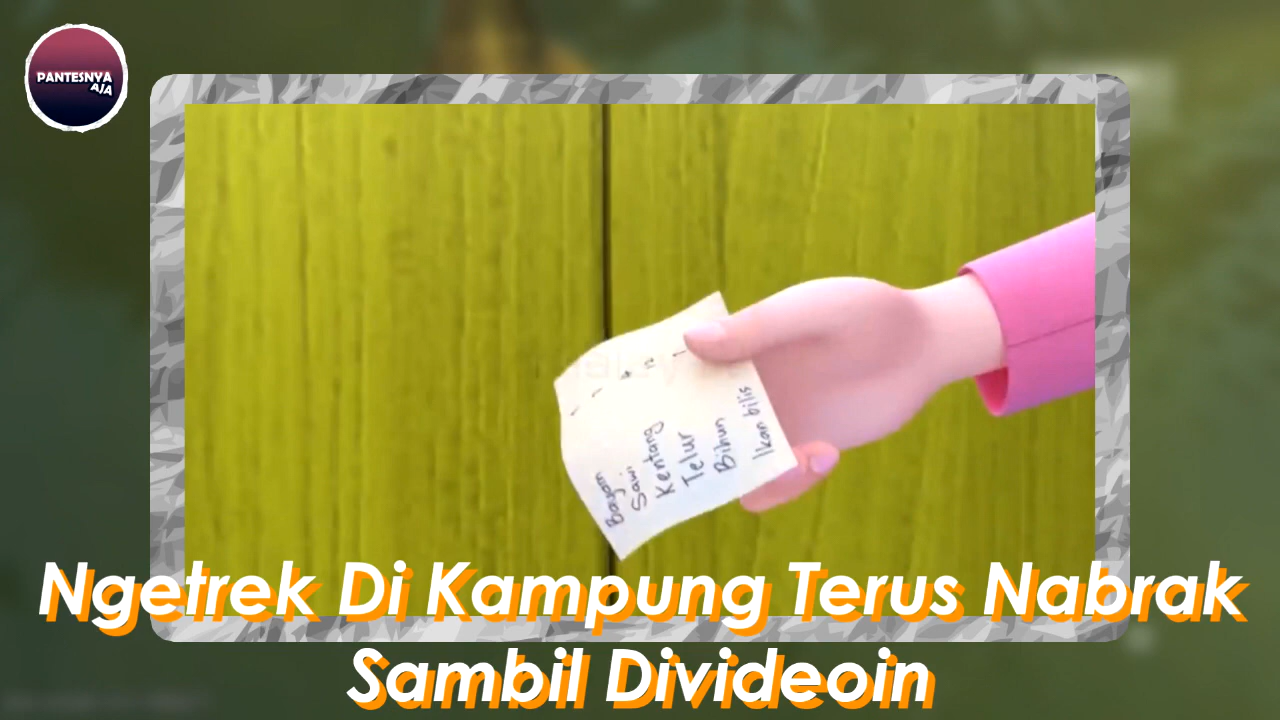 PANTESNYA
AJA
Bayam
Sawi
Kentang
Telur
Bihun
Ikan bilis
Ngetrek Di Kampung Terus Nabrak
Sambil Divideoin